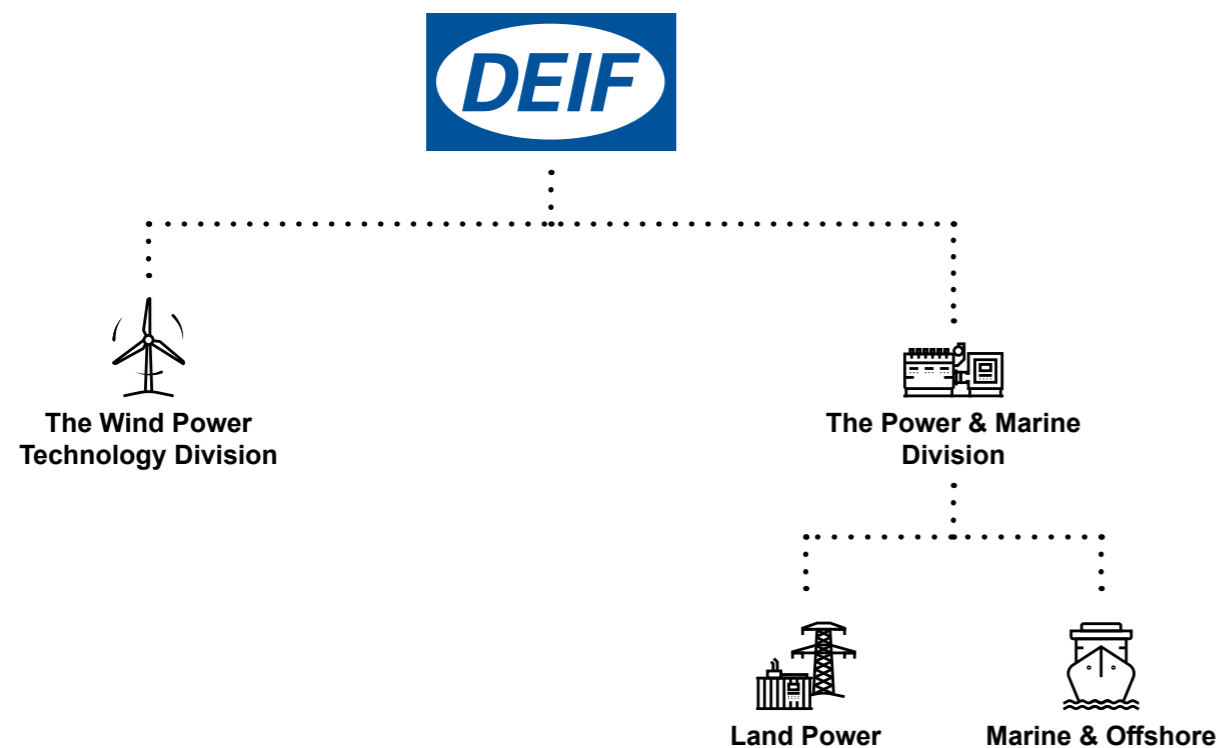 DEIF
The Wind Power
Technology Division
The Power & Marine
Division
Land Power
Marine & Offshore